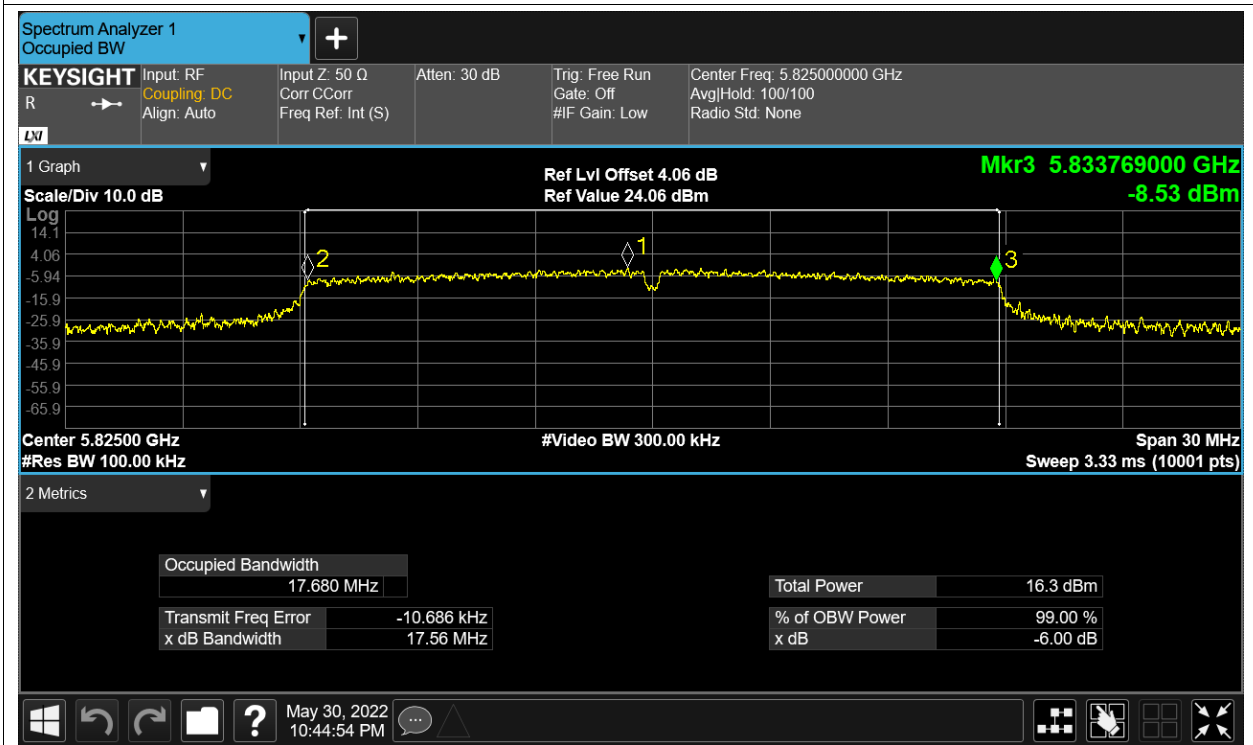 Spectrum Analyzer 1
Occupied BW
KEYSIGHT
R
LXI
Input: RF
Coupling: DC
Align: Auto
Input Z: 50 Ω
Corr CCorr
Freq Ref: Int (S)
Atten: 30 dB
Trig: Free Run
Gate: Off
#IF Gain: Low
Center Freq: 5.825000000 GHz
Avg|Hold: 100/100
Radio Std: None
1 Graph
Scale/Div 10.0 dB
Ref Lvl Offset 4.06 dB
Ref Value 24.06 dBm
Mkr3 5.833769000 GHz
-8.53 dBm
Log
14.1
4.06
-5.94
-15.9
-25.9
-35.9
-45.9
-55.9
-65.9
2
1
3
Center 5.82500 GHz
#Res BW 100.00 kHz
#Video BW 300.00 kHz
Span 30 MHz
Sweep 3.33 ms (10001 pts)
2 Metrics
Occupied Bandwidth
17.680 MHz
Transmit Freq Error -10.686 kHz
x dB Bandwidth 17.56 MHz
Total Power 16.3 dBm
% of OBW Power 99.00 %
x dB -6.00 dB
?
May 30, 2022
10:44:54 PM